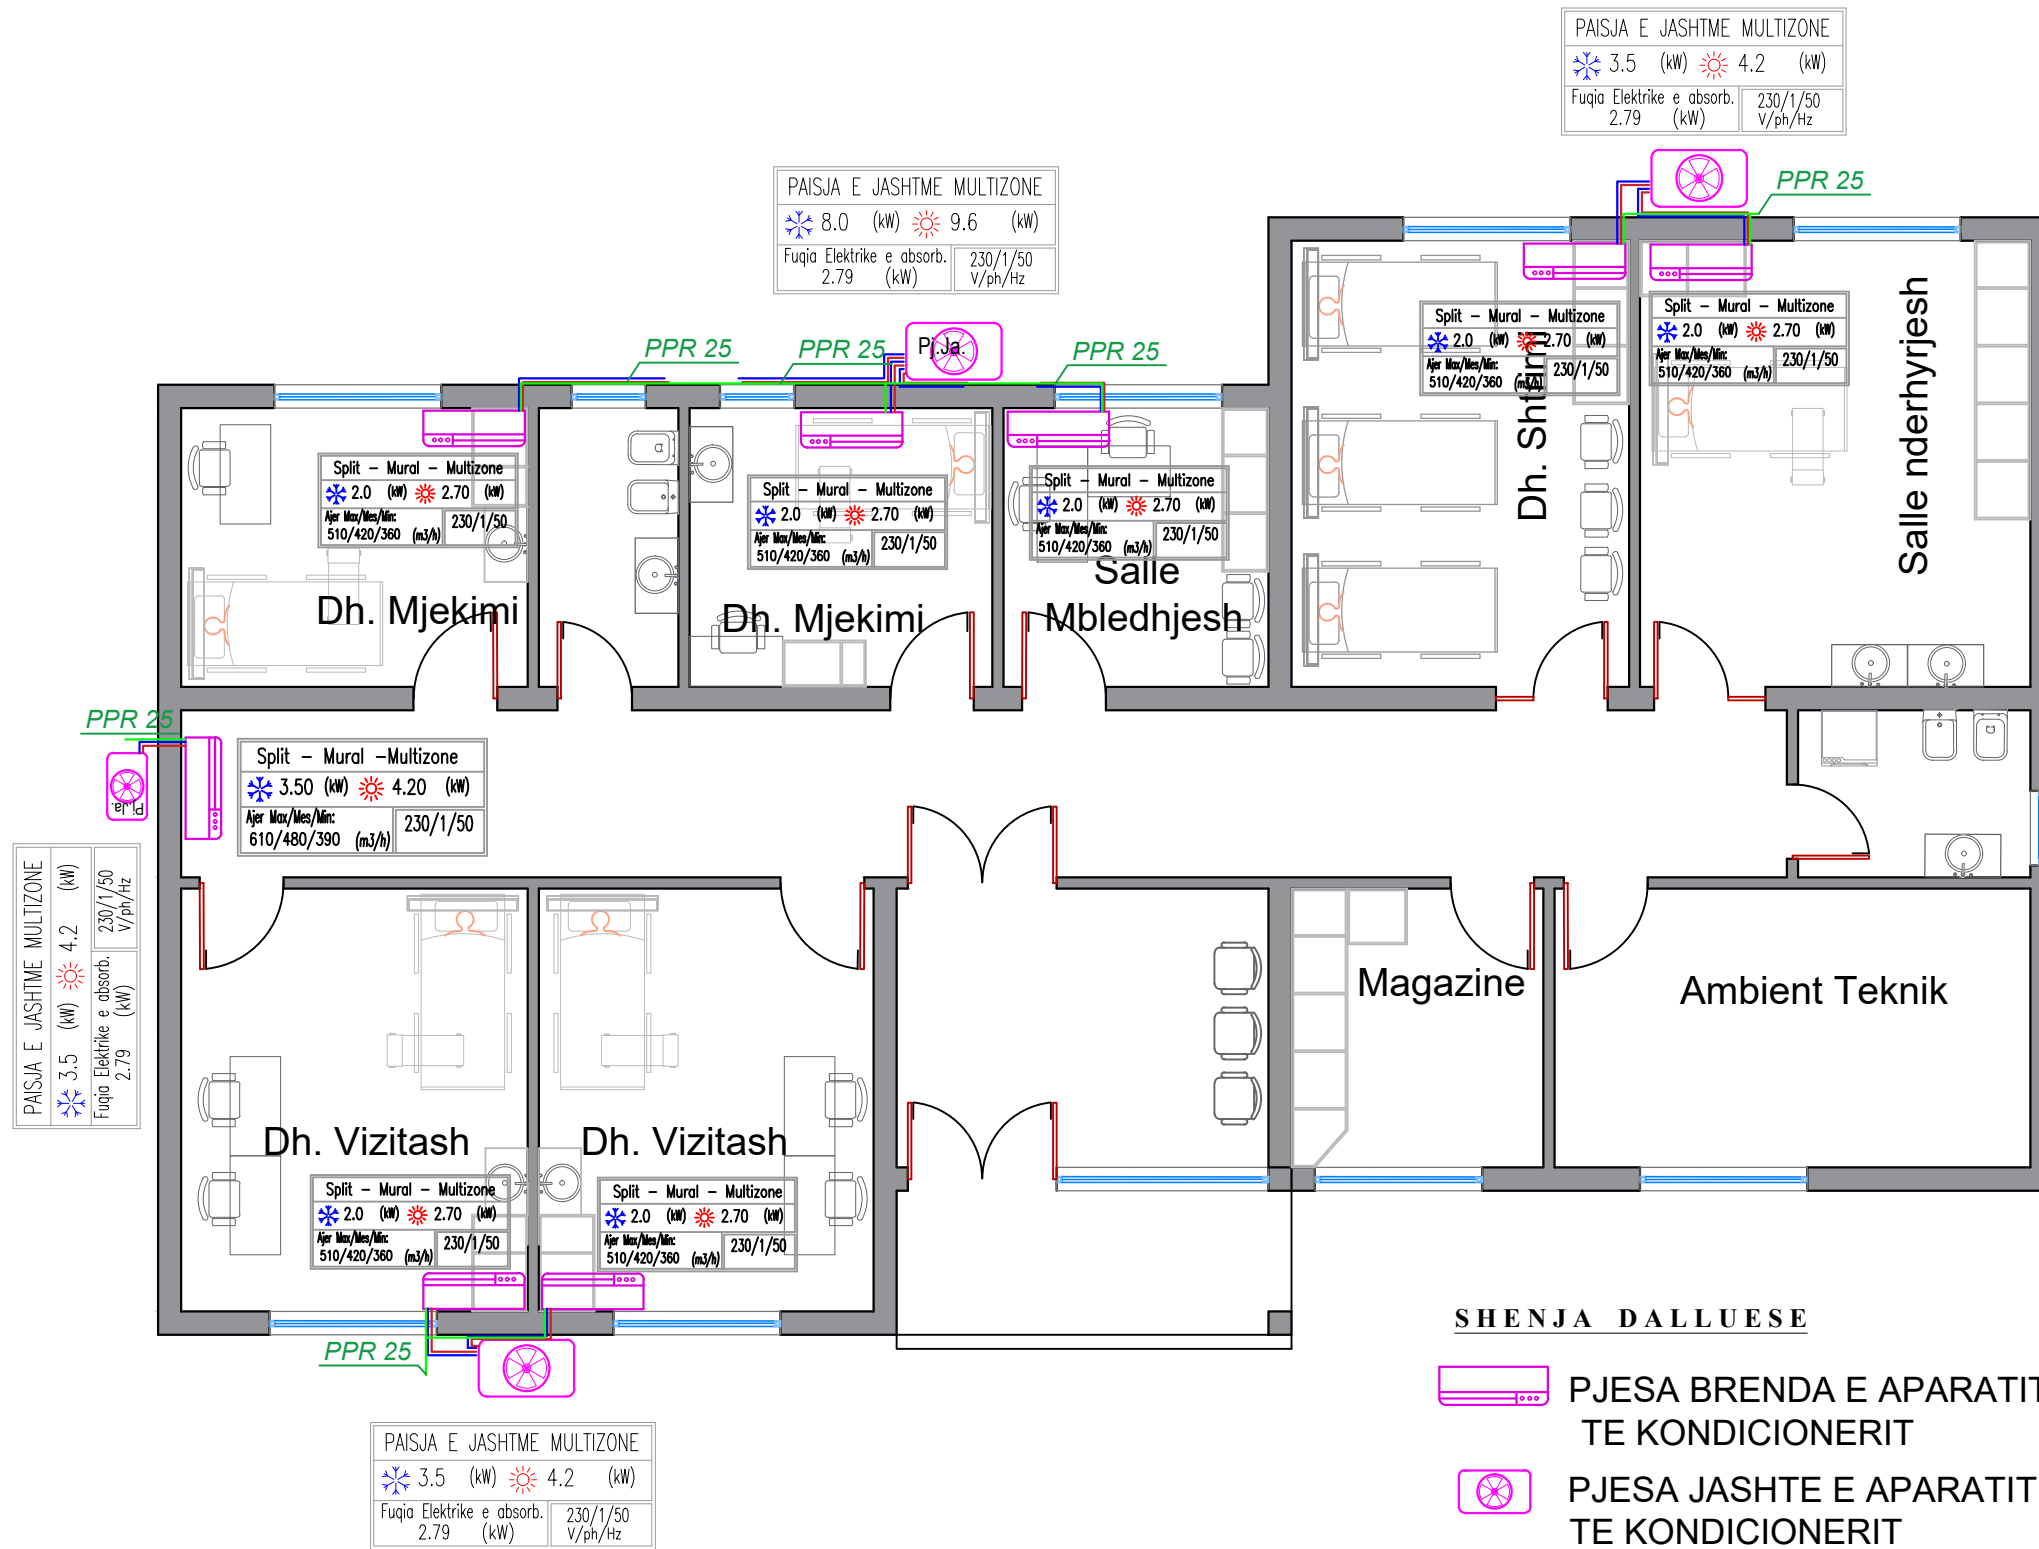 PAISJA E JASHTME MULTIZONE
3.5 (kW) 4.2 (kW)
Fuqia Elektrike e absorb.
2.79 (kW)
230/1/50
V/ph/Hz
PPR 25
PAISJA E JASHTME MULTIZONE
8.0 (kW) 9.6 (kW)
Fuqia Elektrike e absorb.
2.79 (kW)
230/1/50
V/ph/Hz
PPR 25
PPR 25
Pj.Ja.
PPR 25
Split - Mural - Multizone
2.0 (kW) 2.70 (kW)
Ajer Max/Mes/Min:
510/420/360 (m3/h)
230/1/50
Dh. Shtrimi
Split - Mural - Multizone
2.0 (kW) 2.70 (kW)
Ajer Max/Mes/Min:
510/420/360 (m3/h)
230/1/50
Salle nderhyrjesh
Split - Mural - Multizone
2.0 (kW) 2.70 (kW)
Ajer Max/Mes/Min:
510/420/360 (m3/h)
230/1/50
Dh. Mjekimi
Split - Mural - Multizone
2.0 (kW) 2.70 (kW)
Ajer Max/Mes/Min:
510/420/360 (m3/h)
230/1/50
Dh. Mjekimi
Split - Mural - Multizone
2.0 (kW) 2.70 (kW)
Ajer Max/Mes/Min:
510/420/360 (m3/h)
230/1/50
Salle
Mbledhjesh
PPR 25
Pj.Ja.
Split - Mural -Multizone
3.50 (kW) 4.20 (kW)
Ajer Max/Mes/Min:
610/480/390 (m3/h)
230/1/50
PAISJA E JASHTME MULTIZONE
3.5 (kW) 4.2 (kW)
Fuqia Elektrike e absorb.
2.79 (kW)
230/1/50
V/ph/Hz
Magazine
Ambient Teknik
Dh. Vizitash
Dh. Vizitash
Split - Mural - Multizone
2.0 (kW) 2.70 (kW)
Ajer Max/Mes/Min:
510/420/360 (m3/h)
230/1/50
Split - Mural - Multizone
2.0 (kW) 2.70 (kW)
Ajer Max/Mes/Min:
510/420/360 (m3/h)
230/1/50
PPR 25
PAISJA E JASHTME MULTIZONE
3.5 (kW) 4.2 (kW)
Fuqia Elektrike e absorb.
2.79 (kW)
230/1/50
V/ph/Hz
SHENJA DALLUESE
PJESA BRENDA E APARATIT
TE KONDICIONERIT
PJESA JASHTE E APARATIT
TE KONDICIONERIT